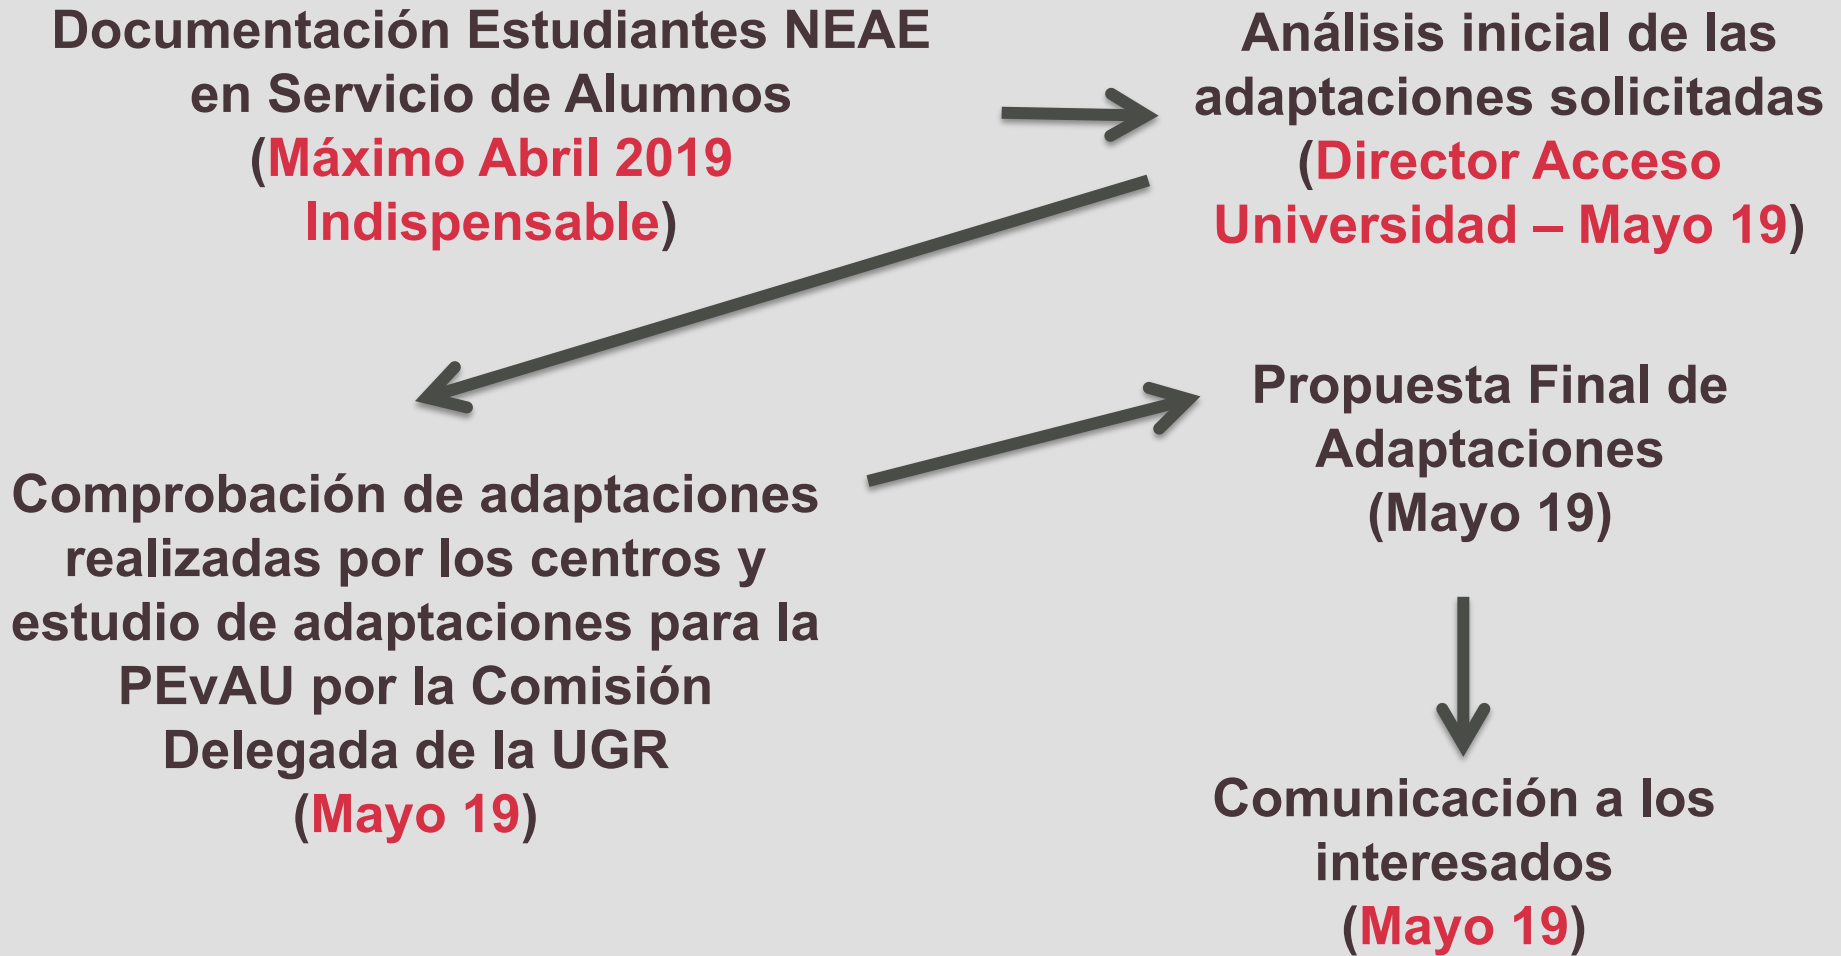 Documentación Estudiantes NEAE
en Servicio de Alumnos
(Máximo Abril 2019
Indispensable)
Análisis inicial de las
adaptaciones solicitadas
(Director Acceso
Universidad – Mayo 19)
Comprobación de adaptaciones
realizadas por los centros y
estudio de adaptaciones para la
PEvAU por la Comisión
Delegada de la UGR
(Mayo 19)
Propuesta Final de
Adaptaciones
(Mayo 19)
Comunicación a los
interesados
(Mayo 19)